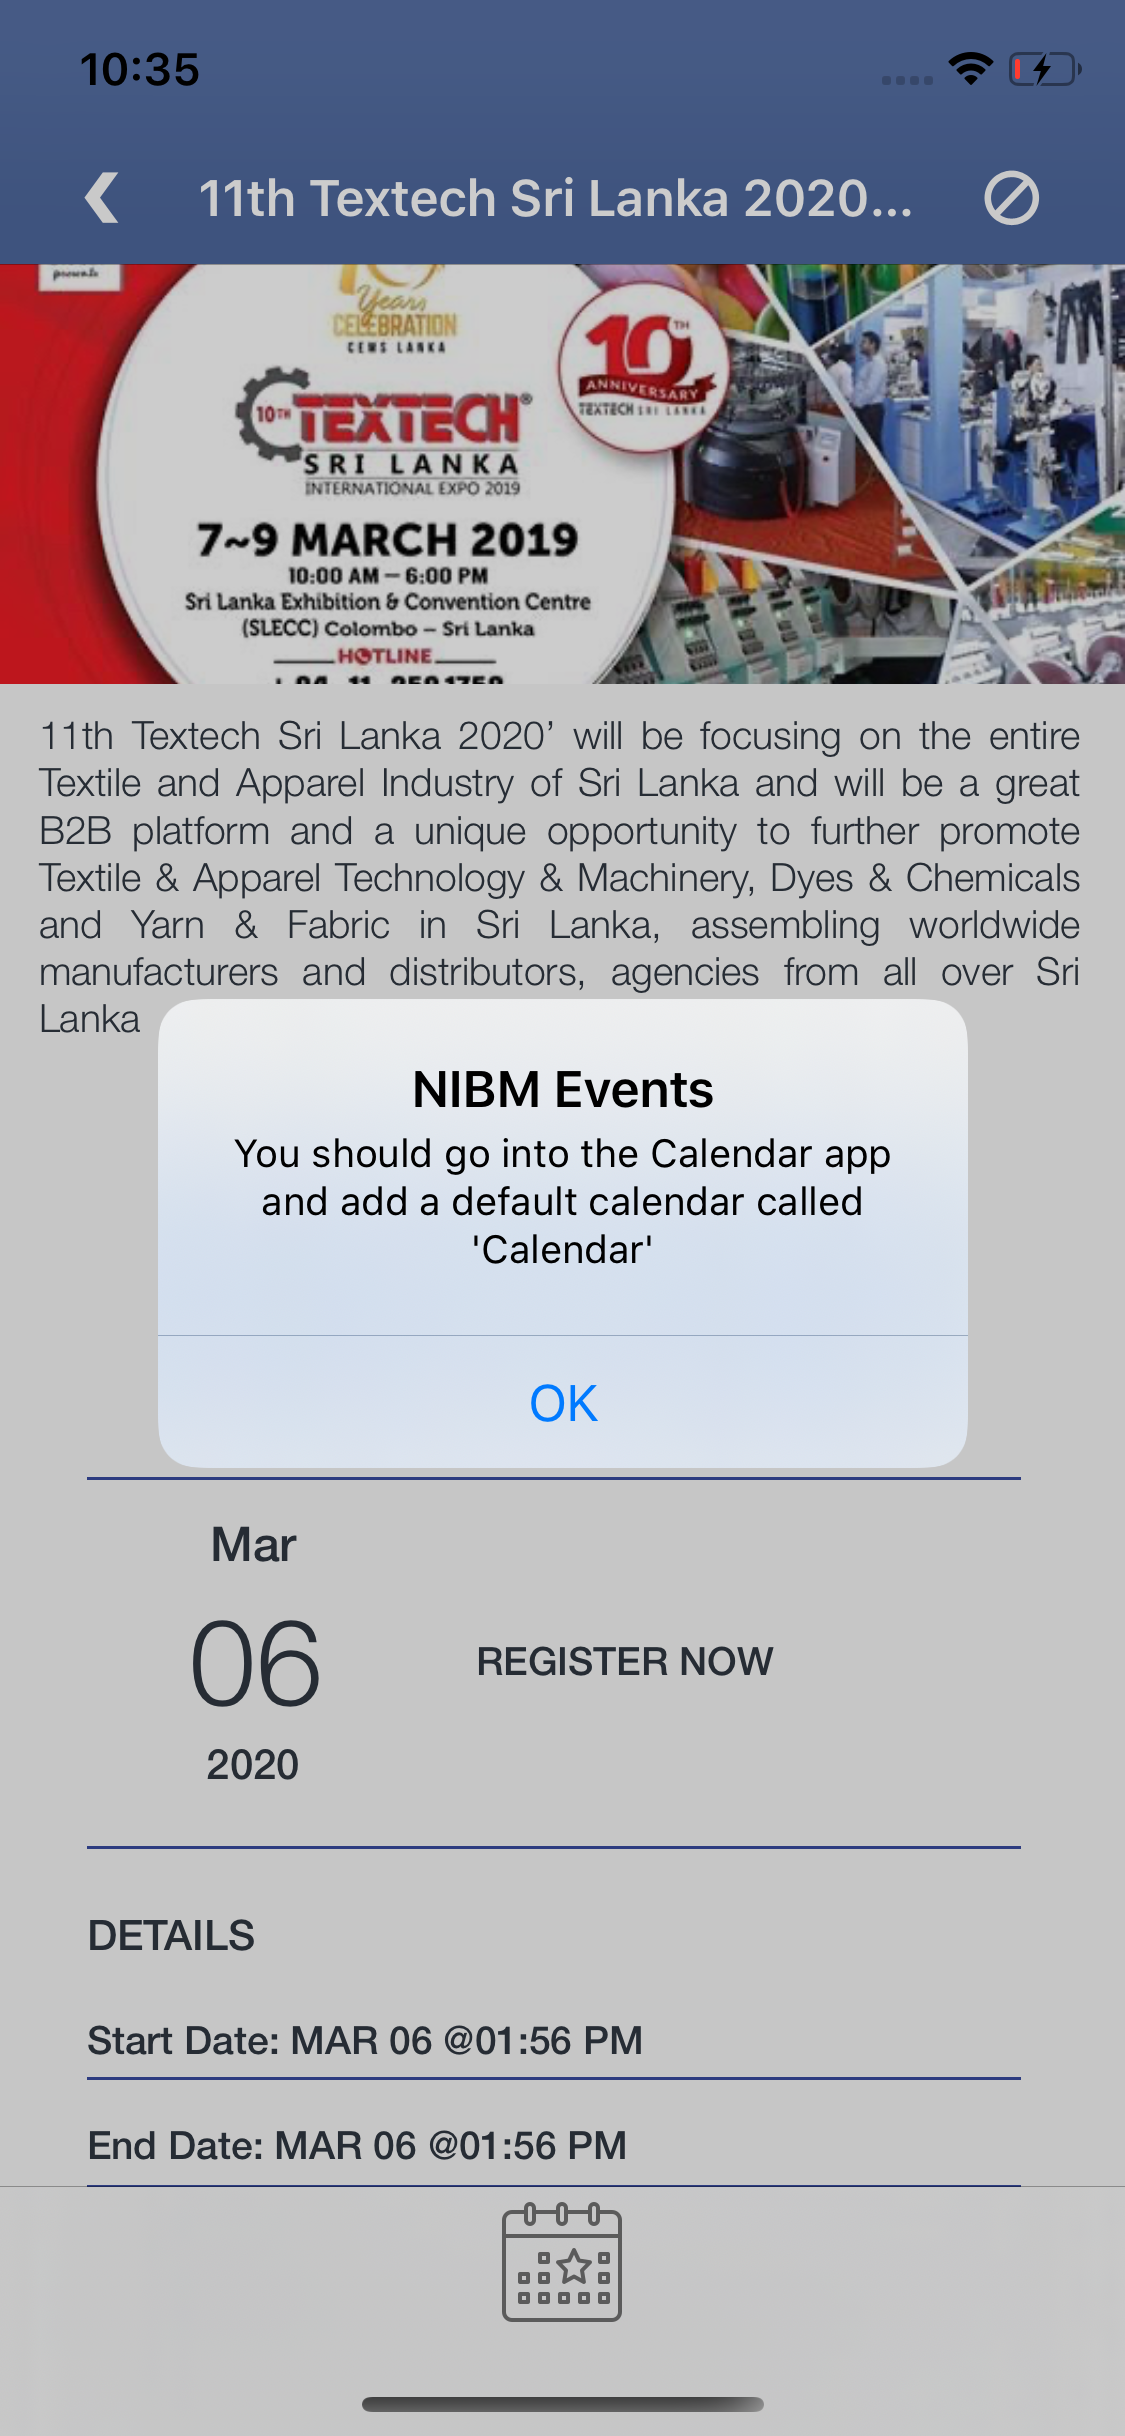 10:35
11th Textech Sri Lanka 2020...
presents
Years
CELEBRATION
CEMS LANKA
10TH
ANNIVERSARY
TEXTECH SRI LANKA
10TH TEXTECH®
SRI LANKA
INTERNATIONAL EXPO 2019
7~9 MARCH 2019
10:00 AM – 6:00 PM
Sri Lanka Exhibition & Convention Centre
(SLECC) Colombo – Sri Lanka
HOTLINE
11th Textech Sri Lanka 2020’ will be focusing on the entire
Textile and Apparel Industry of Sri Lanka and will be a great
B2B platform and a unique opportunity to further promote
Textile & Apparel Technology & Machinery, Dyes & Chemicals
and Yarn & Fabric in Sri Lanka, assembling worldwide
manufacturers and distributors, agencies from all over Sri
Lanka
NIBM Events
You should go into the Calendar app
and add a default calendar called
'Calendar'
OK
Mar
06
2020
REGISTER NOW
DETAILS
Start Date: MAR 06 @01:56 PM
End Date: MAR 06 @01:56 PM